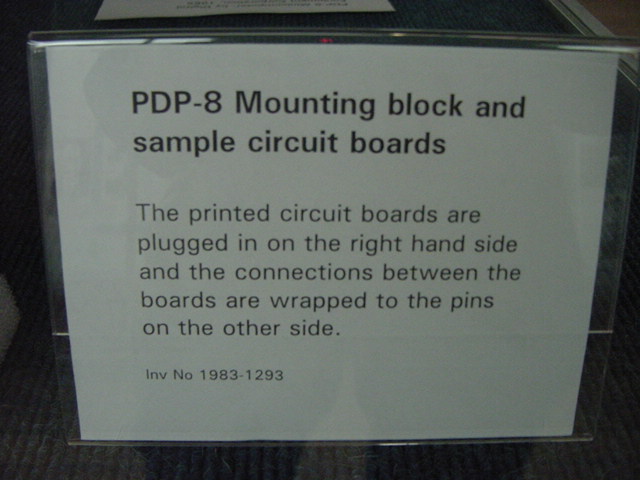 PDP-8 Mounting block and
sample circuit boards
The printed circuit boards are
plugged in on the right hand side
and the connections between the
boards are wrapped to the pins
on the other side.
Inv No 1983-1293